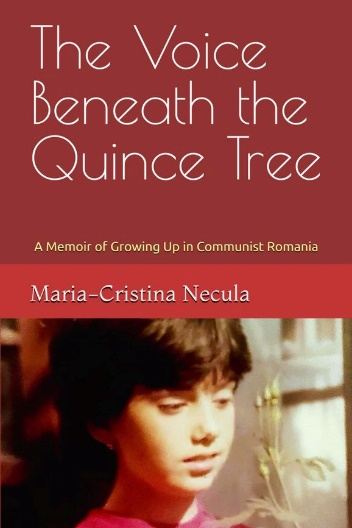 The Voice
Beneath the
Quince Tree
A Memoir of Growing Up in Communist Romania
Maria-Cristina Necula